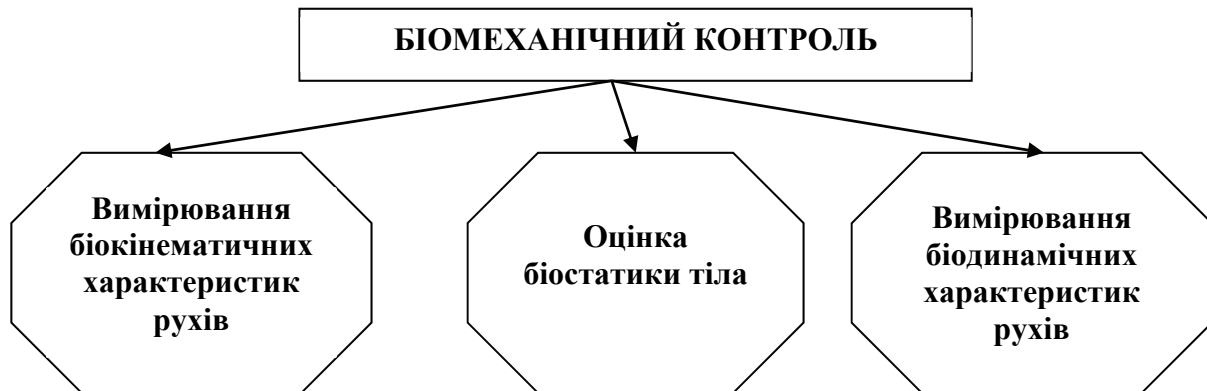 БІОМЕХАНІЧНИЙ КОНТРОЛЬ
Вимірювання
біокінематичних
характеристик
рухів
Оцінка
біостатики тіла
Вимірювання
біодинамічних
характеристик
рухів